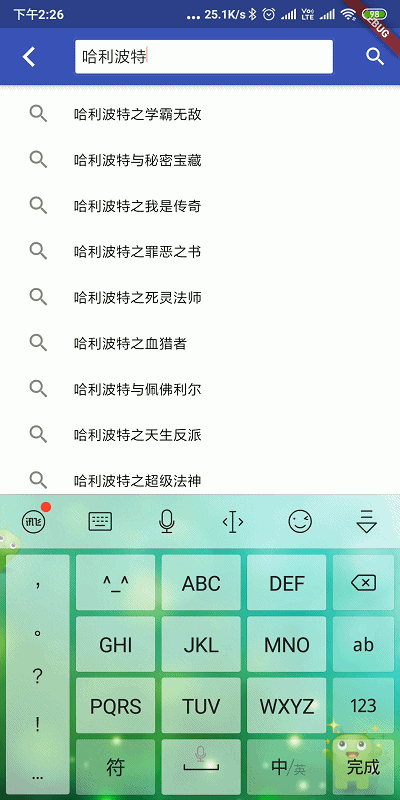 下午2:26 ... 25.1K/s Vo) LTE 98
哈利波特
哈利波特之学霸无敌
哈利波特与秘密宝藏
哈利波特之我是传奇
哈利波特之罪恶之书
哈利波特之死灵法师
哈利波特之血猎者
哈利波特与佩佛利尔
哈利波特之天生反派
哈利波特之超级法神
讯飞
, ^_^ ABC DEF
。 GHI JKL MNO ab
? PQRS TUV WXYZ 123
!
... 符 中/英 完成